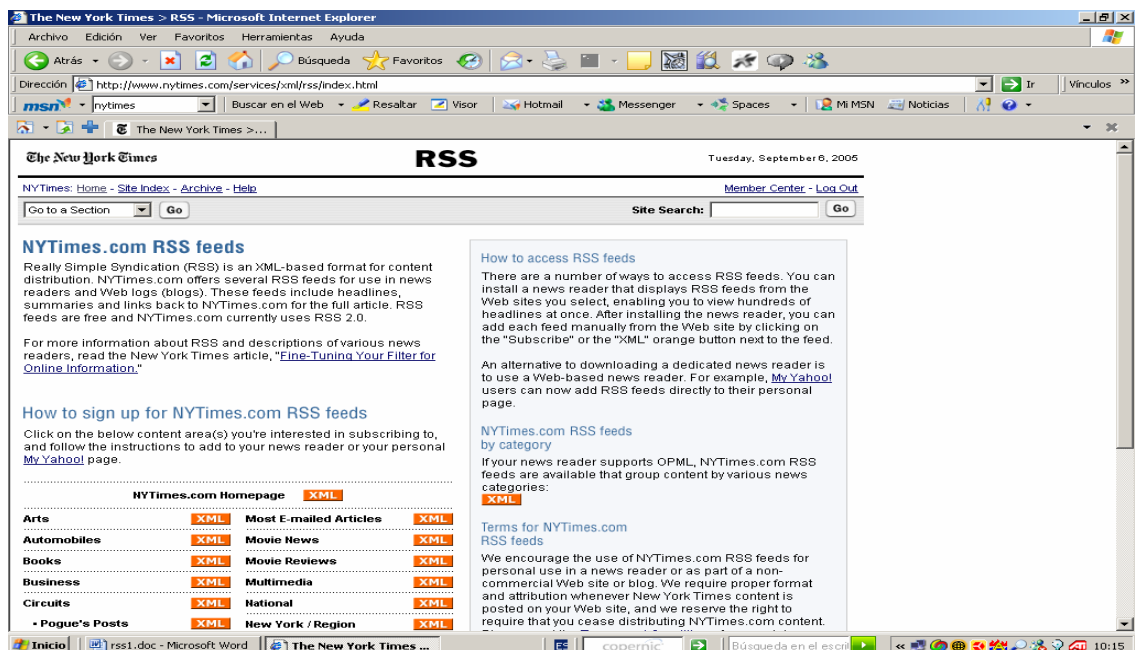 The New York Times > RSS - Microsoft Internet Explorer
Archivo Edición Ver Favoritos Herramientas Ayuda
Atrás Búsqueda Favoritos
Dirección http://www.nytimes.com/services/xml/rss/index.html Ir Vínculos »
msn nytimes Buscar en el Web Resaltar Visor Hotmail Messenger Spaces Mi MSN Noticias
The New York Times >...
The New York Times RSS Tuesday, September 6, 2005
NYTimes: Home - Site Index - Archive - Help Member Center - Log Out
Go to a Section Go Site Search: Go
NYTimes.com RSS feeds
Really Simple Syndication (RSS) is an XML-based format for content
distribution. NYTimes.com offers several RSS feeds for use in news
readers and Web logs (blogs). These feeds include headlines,
summaries and links back to NYTimes.com for the full article. RSS
feeds are free and NYTimes.com currently uses RSS 2.0.
For more information about RSS and descriptions of various news
readers, read the New York Times article, "Fine-Tuning Your Filter for
Online Information."
How to sign up for NYTimes.com RSS feeds
Click on the below content area(s) you're interested in subscribing to,
and follow the instructions to add to your news reader or your personal
My Yahoo! page.
NYTimes.com Homepage XML
Arts XML Most E-mailed Articles XML
Automobiles XML Movie News XML
Books XML Movie Reviews XML
Business XML Multimedia XML
Circuits XML National XML
• Pogue's Posts XML New York / Region XML
How to access RSS feeds
There are a number of ways to access RSS feeds. You can
install a news reader that displays RSS feeds from the
Web sites you select, enabling you to view hundreds of
headlines at once. After installing the news reader, you can
add each feed manually from the Web site by clicking on
the "Subscribe" or the "XML" orange button next to the feed.
An alternative to downloading a dedicated news reader is
to use a Web-based news reader. For example, My Yahoo!
users can now add RSS feeds directly to their personal
page.
NYTimes.com RSS feeds
by category
If your news reader supports OPML, NYTimes.com RSS
feeds are available that group content by various news
categories:
XML
Terms for NYTimes.com
RSS feeds
We encourage the use of NYTimes.com RSS feeds for
personal use in a news reader or as part of a non-
commercial Web site or blog. We require proper format
and attribution whenever New York Times content is
posted on your Web site, and we reserve the right to
require that you cease distributing NYTimes.com content.
Inicio rss1.doc - Microsoft Word The New York Times ... copernic Búsqueda en el escri « 10:15